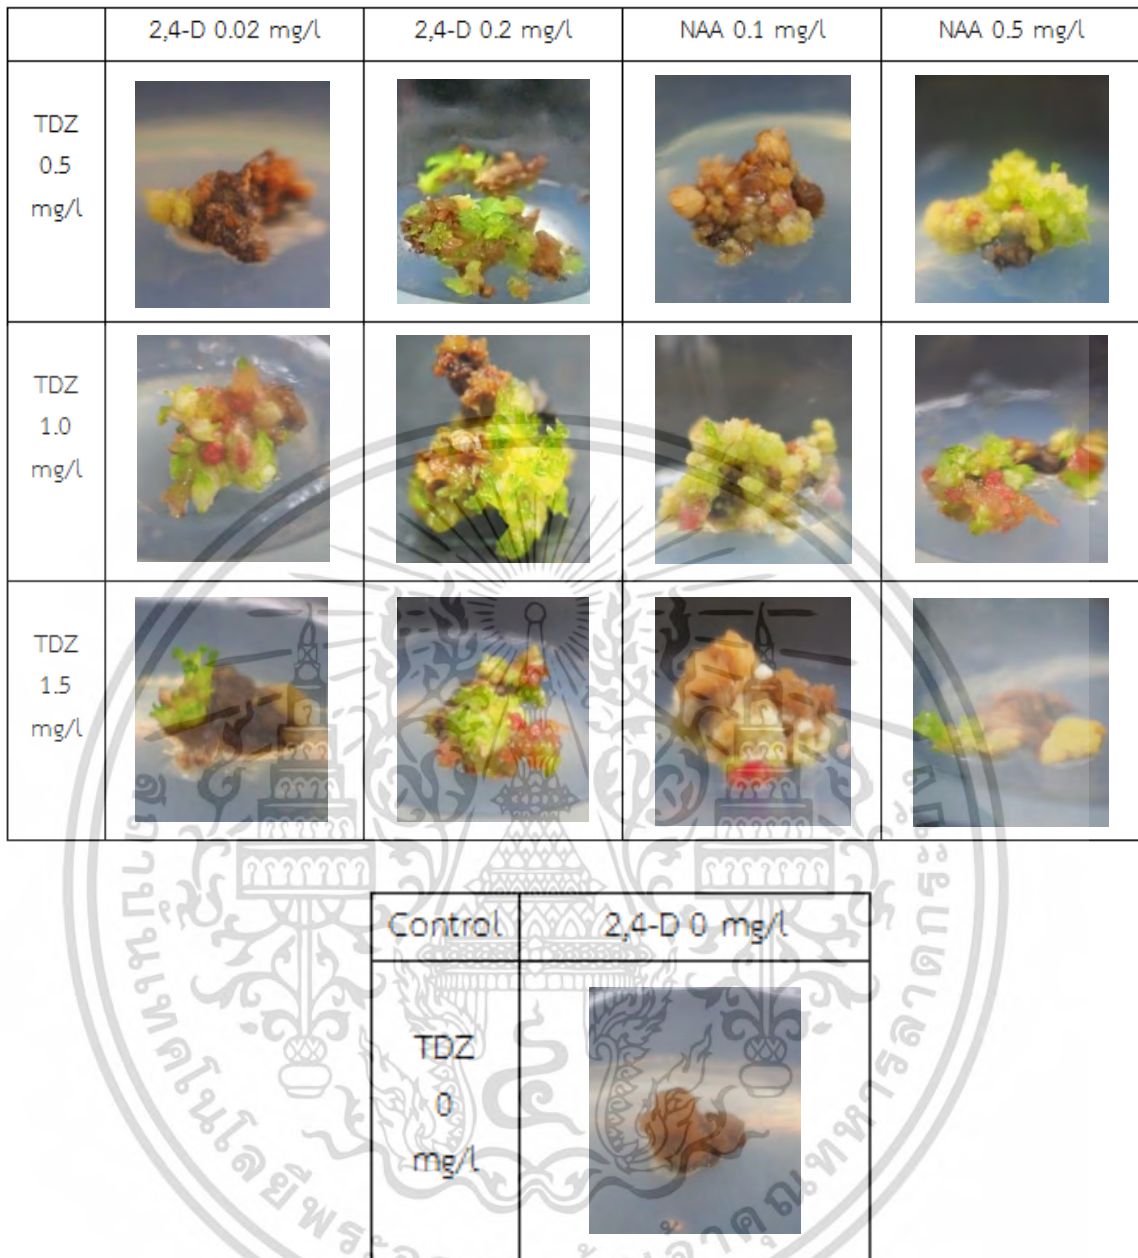 2,4-D 0.02 mg/l
2,4-D 0.2 mg/l
NAA 0.1 mg/l
NAA 0.5 mg/l
TDZ
0.5
mg/l
TDZ
1.0
mg/l
TDZ
1.5
mg/l
Control
2,4-D 0 mg/l
TDZ
0
mg/l